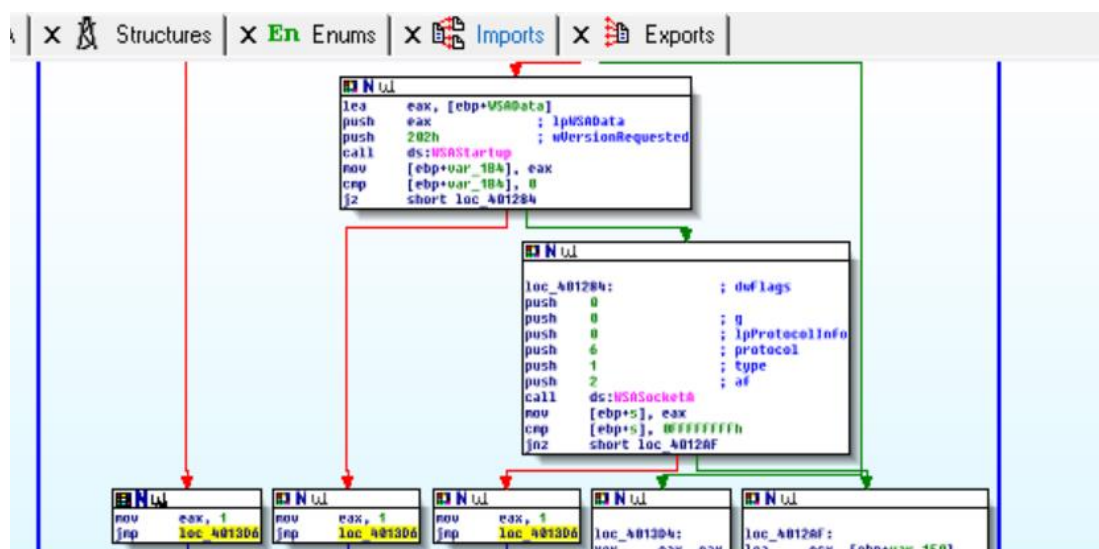 Structures En Enums Imports Exports
lea eax, [ebp+WSAData]
push eax ; lpWSAData
push 202h ; wVersionRequested
call ds:WSAStartup
mov [ebp+var_1B4], eax
cmp [ebp+var_1B4], 0
jz short loc_401284
loc_401284: ; dwFlags
push 0
push 0 ; g
push 0 ; lpProtocolInfo
push 6 ; protocol
push 1 ; type
push 2 ; af
call ds:WSASocketA
mov [ebp+s], eax
cmp [ebp+s], 0FFFFFFFFh
jnz short loc_4012AF
mov eax, 1
jmp loc_4013D6
mov eax, 1
jmp loc_4013D6
mov eax, 1
jmp loc_4013D6
loc_4013D4:
loc_4012AF: